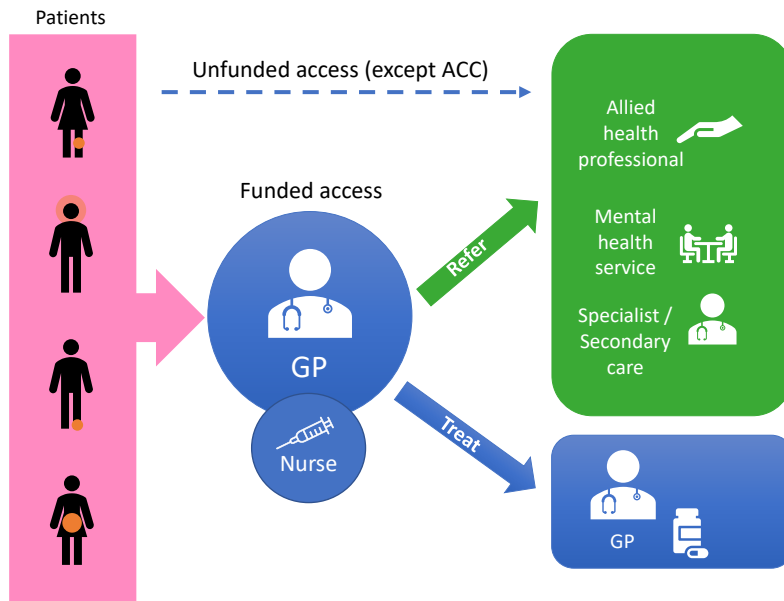 Patients
Unfunded access (except ACC)
Funded access
GP
Nurse
Refer
Treat
Allied
health
professional
Mental
health
service
Specialist /
Secondary
care
GP